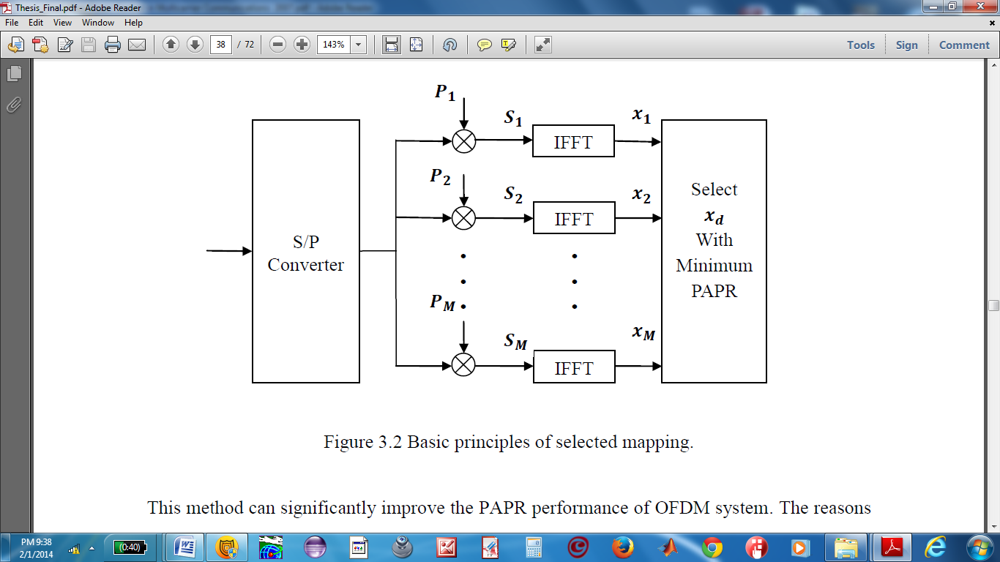 Thesis_Final.pdf - Adobe Reader
File Edit View Window Help
38 / 72 143% Tools Sign Comment
P1
S1
x1
IFFT
P2
S2
x2
IFFT
S/P
Converter
Select
xd
With
Minimum
PAPR
PM
SM
xM
IFFT
Figure 3.2 Basic principles of selected mapping.
This method can significantly improve the PAPR performance of OFDM system. The reasons
PM 9:38
2/1/2014
(0:40)